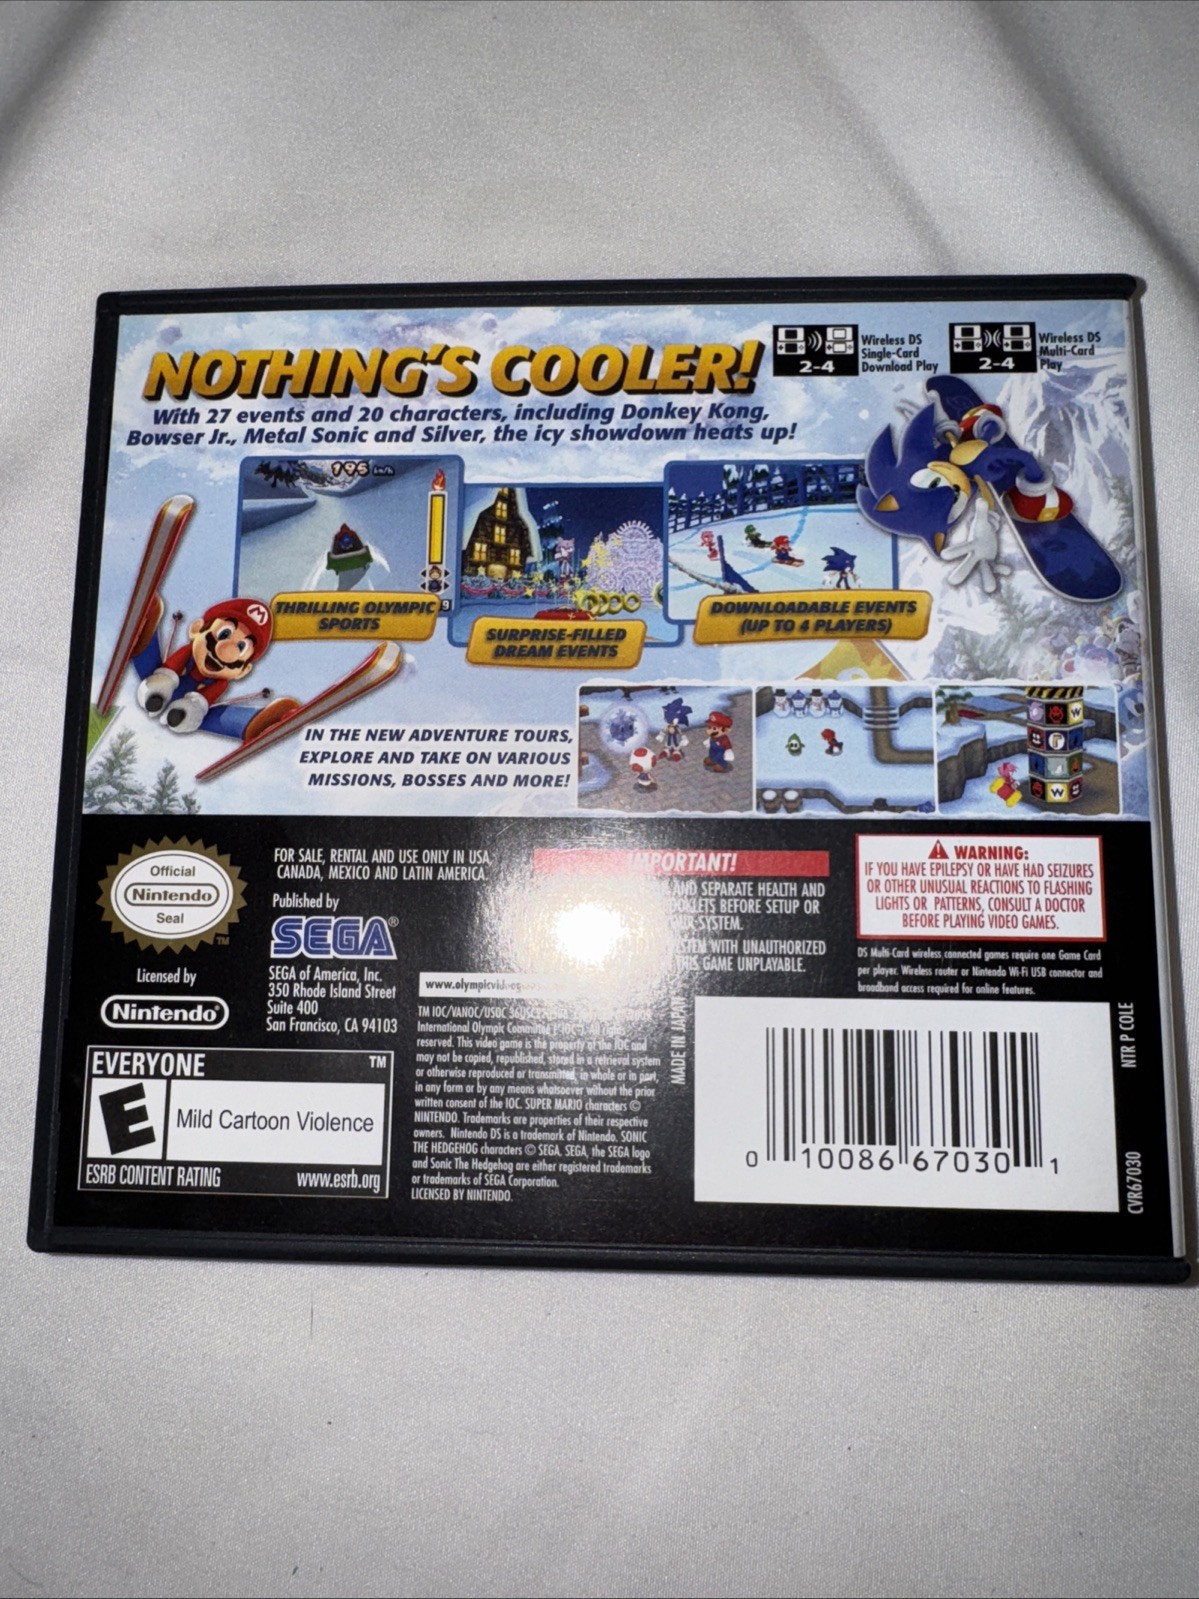 NOTHING'S COOLER!
With 27 events and 20 characters, including Donkey Kong,
Bowser Jr., Metal Sonic and Silver, the icy showdown heats up!
2-4
Wireless DS
Single-Card
Download Play
2-4
Wireless DS
Multi-Card
Play
195 km/h
THRILLING OLYMPIC
SPORTS
SURPRISE-FILLED
DREAM EVENTS
DOWNLOADABLE EVENTS
(UP TO 4 PLAYERS)
IN THE NEW ADVENTURE TOURS,
EXPLORE AND TAKE ON VARIOUS
MISSIONS, BOSSES AND MORE!
Official
Nintendo
Seal
TM
Licensed by
Nintendo®
FOR SALE, RENTAL AND USE ONLY IN USA,
CANADA, MEXICO AND LATIN AMERICA.
Published by
SEGA®
SEGA of America, Inc.
350 Rhode Island Street
Suite 400
San Francisco, CA 94103
EVERYONE TM
E
Mild Cartoon Violence
ESRB CONTENT RATING www.esrb.org
IMPORTANT!
AND SEPARATE HEALTH AND
BEFORE SETUP OR
SYSTEM.
WITH UNAUTHORIZED
GAME UNPLAYABLE.
TM IOC/VANOC/USOC
International Olympic Committee All
reserved. This video game is the property of the IOC and
may not be copied, republished, stored in a retrieval system
or otherwise reproduced or transmitted, in whole or in part,
in any form or by any means whatsoever without the prior
written consent of the IOC. SUPER MARIO characters ©
NINTENDO. Trademarks are properties of their respective
owners. Nintendo DS is a trademark of Nintendo. SONIC
THE HEDGEHOG characters © SEGA. SEGA, the SEGA logo
and Sonic The Hedgehog are either registered trademarks
or trademarks of SEGA Corporation.
LICENSED BY NINTENDO.
MADE IN JAPAN
WARNING:
IF YOU HAVE EPILEPSY OR HAVE HAD SEIZURES
OR OTHER UNUSUAL REACTIONS TO FLASHING
LIGHTS OR PATTERNS, CONSULT A DOCTOR
BEFORE PLAYING VIDEO GAMES.
DS Multi-Card wireless connected games require one Game Card
per player. Wireless router or Nintendo Wi-Fi USB connector and
broadband access required for online features.
0 10086 67030 1
NTR P COLE
CVR67030